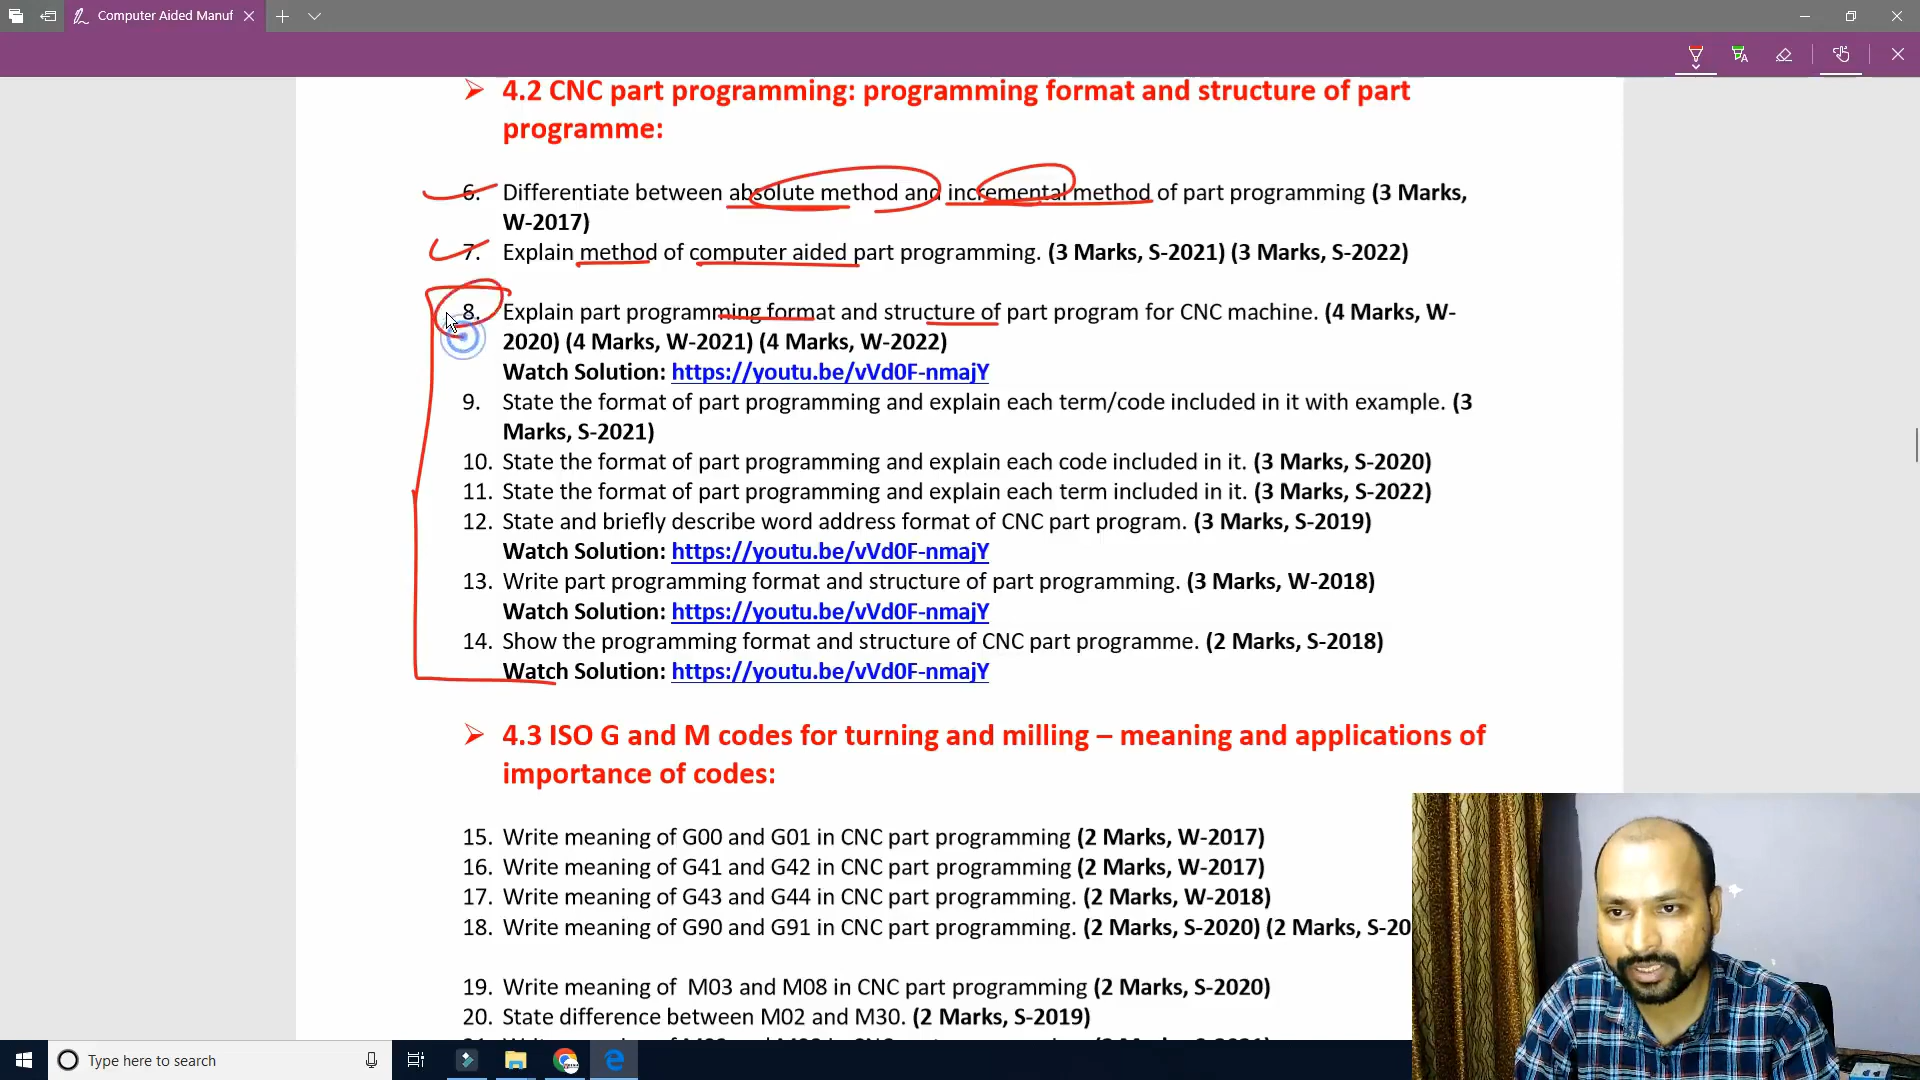 Computer Aided Manuf
➢ 4.2 CNC part programming: programming format and structure of part
programme:
6. Differentiate between absolute method and incremental method of part programming (3 Marks,
W-2017)
7. Explain method of computer aided part programming. (3 Marks, S-2021) (3 Marks, S-2022)
8. Explain part programming format and structure of part program for CNC machine. (4 Marks, W-
2020) (4 Marks, W-2021) (4 Marks, W-2022)
Watch Solution: https://youtu.be/vVd0F-nmajY
9. State the format of part programming and explain each term/code included in it with example. (3
Marks, S-2021)
10. State the format of part programming and explain each code included in it. (3 Marks, S-2020)
11. State the format of part programming and explain each term included in it. (3 Marks, S-2022)
12. State and briefly describe word address format of CNC part program. (3 Marks, S-2019)
Watch Solution: https://youtu.be/vVd0F-nmajY
13. Write part programming format and structure of part programming. (3 Marks, W-2018)
Watch Solution: https://youtu.be/vVd0F-nmajY
14. Show the programming format and structure of CNC part programme. (2 Marks, S-2018)
Watch Solution: https://youtu.be/vVd0F-nmajY
➢ 4.3 ISO G and M codes for turning and milling – meaning and applications of
importance of codes:
15. Write meaning of G00 and G01 in CNC part programming (2 Marks, W-2017)
16. Write meaning of G41 and G42 in CNC part programming (2 Marks, W-2017)
17. Write meaning of G43 and G44 in CNC part programming. (2 Marks, W-2018)
18. Write meaning of G90 and G91 in CNC part programming. (2 Marks, S-2020) (2 Marks, S-20
19. Write meaning of M03 and M08 in CNC part programming (2 Marks, S-2020)
20. State difference between M02 and M30. (2 Marks, S-2019)
Type here to search